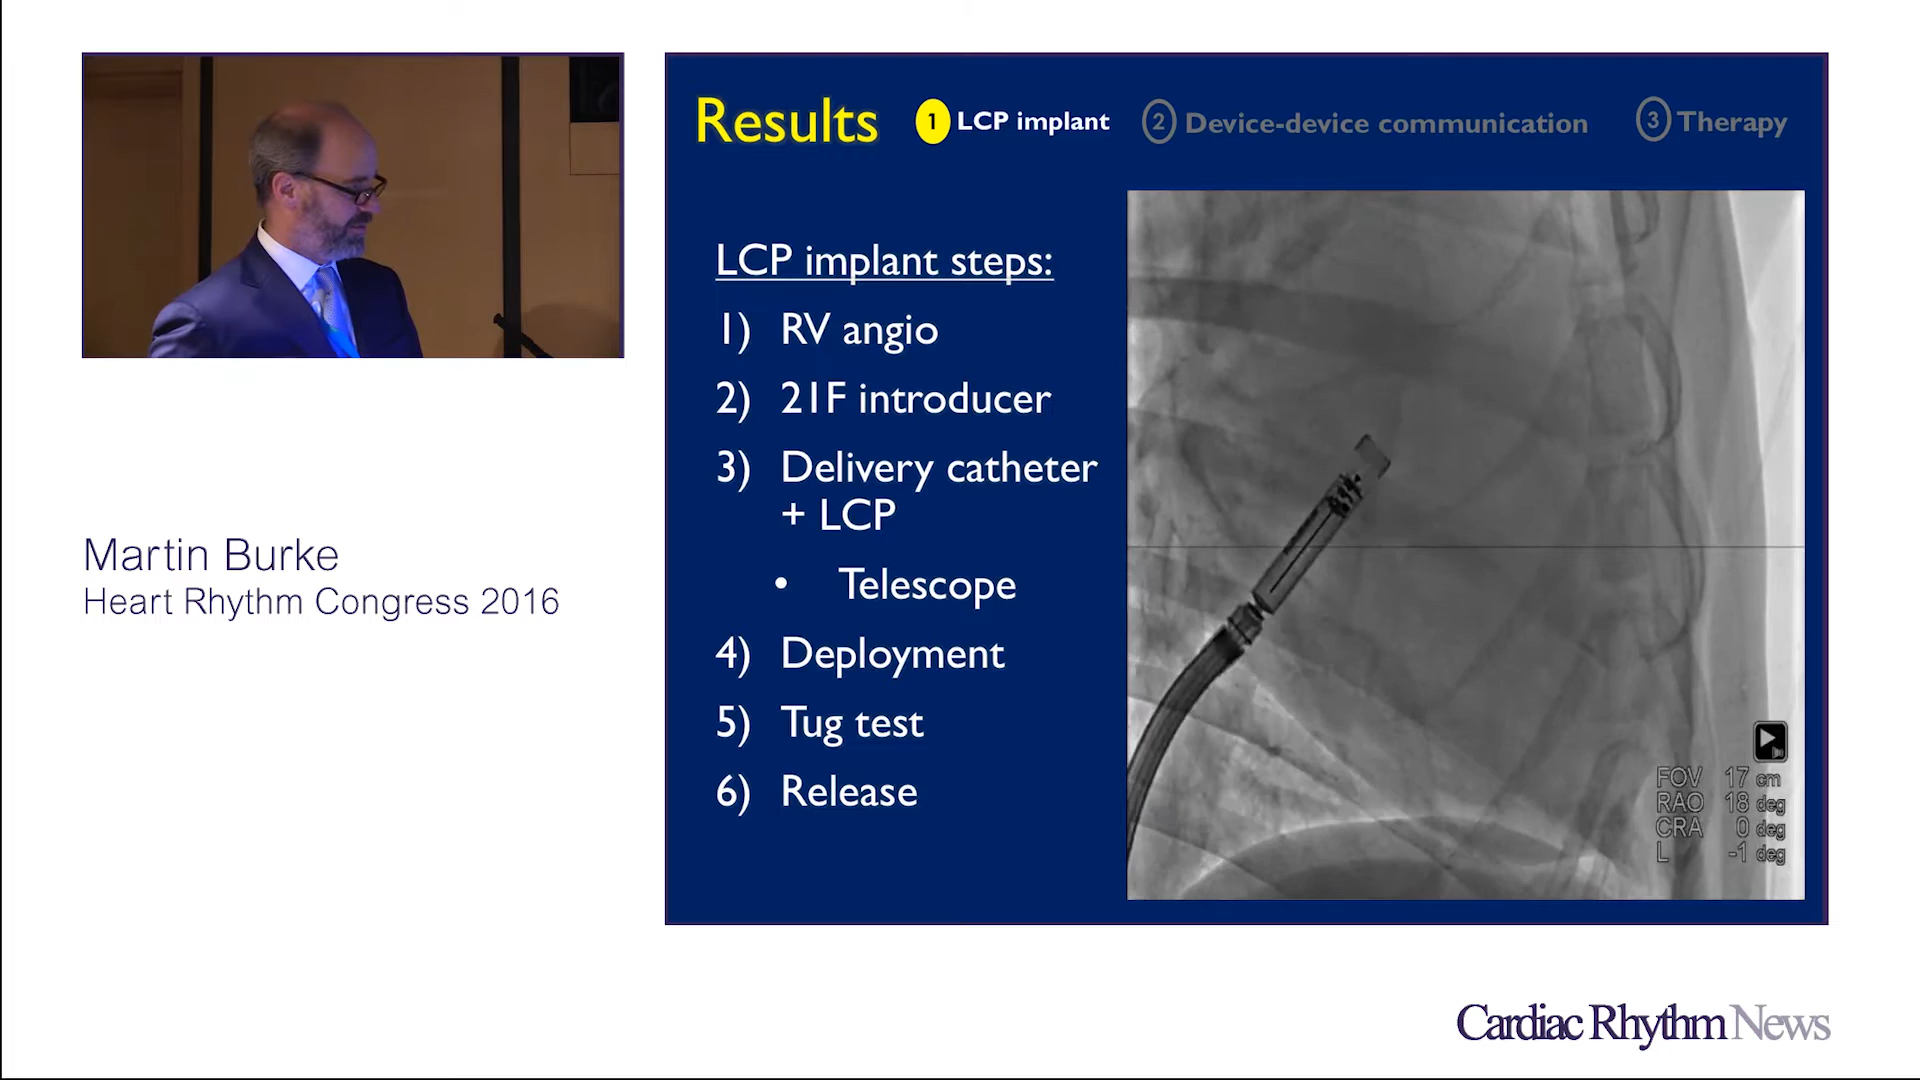 Results
1 LCP implant
2 Device-device communication
3 Therapy
LCP implant steps:
1) RV angio
2) 21F introducer
3) Delivery catheter
+ LCP
• Telescope
4) Deployment
5) Tug test
6) Release
FOV 17 cm
RAO 18 deg
CRA 0 deg
L -1 deg
Martin Burke
Heart Rhythm Congress 2016
Cardiac Rhythm News